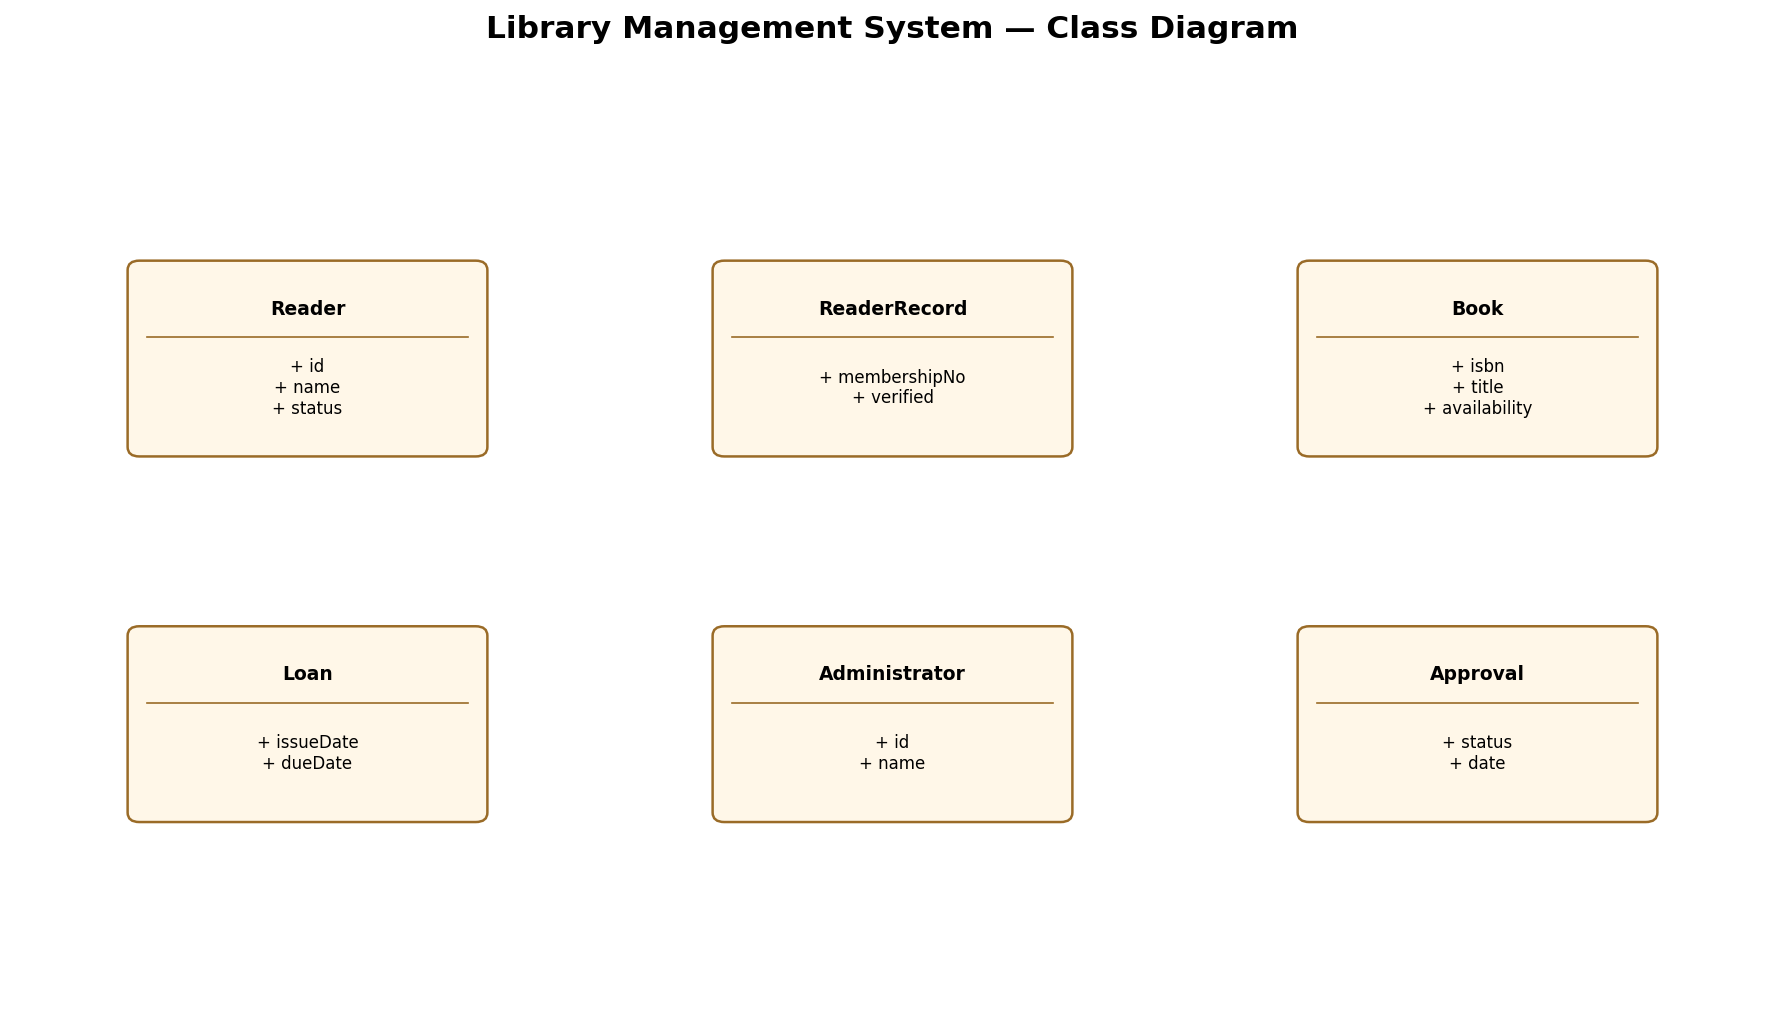 Library Management System — Class Diagram
Reader
+ id
+ name
+ status
ReaderRecord
+ membershipNo
+ verified
Book
+ isbn
+ title
+ availability
Loan
+ issueDate
+ dueDate
Administrator
+ id
+ name
Approval
+ status
+ date